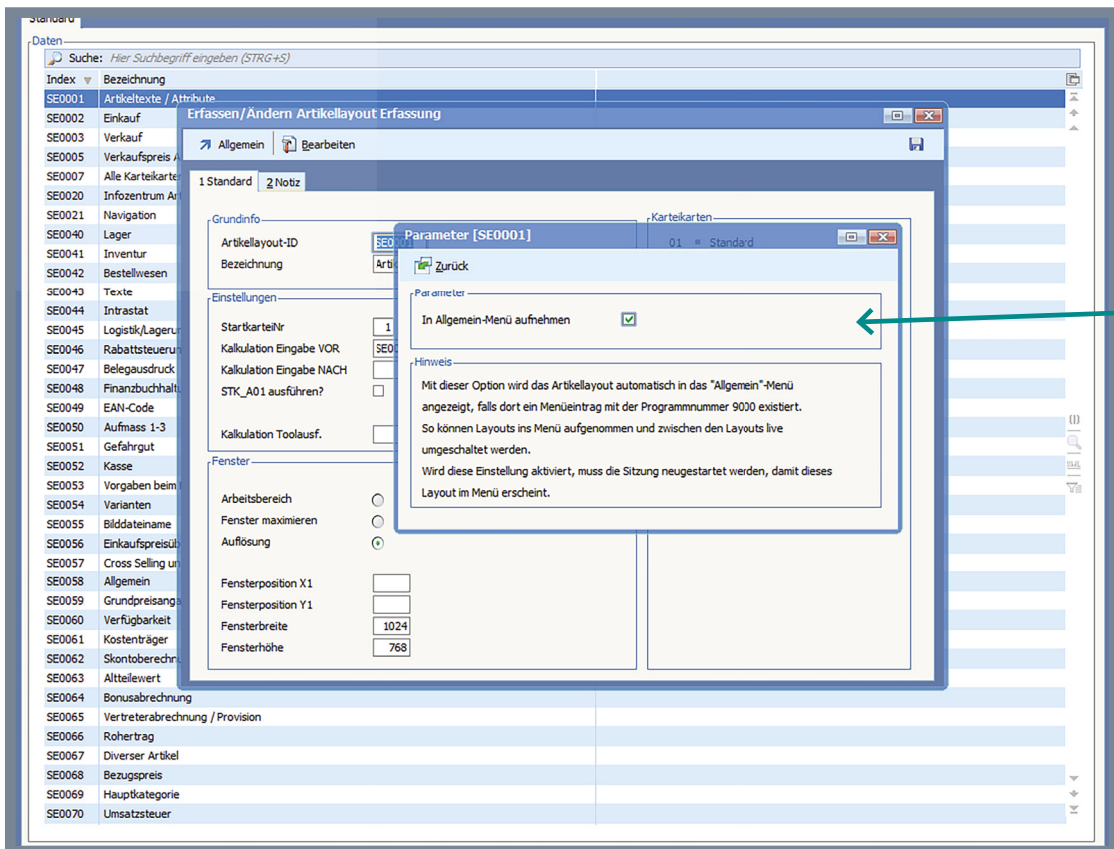 Standard
Daten
Suche: Hier Suchbegriff eingeben (STRG+S)
Index Bezeichnung
SE0001 Artikeltexte / Attribute
SE0002 Einkauf
SE0003 Verkauf
SE0005 Verkaufspreis
SE0007 Alle Karteikarten
SE0020 Infozentrum
SE0021 Navigation
SE0040 Lager
SE0041 Inventur
SE0042 Bestellwesen
SE0043 Texte
SE0044 Intrastat
SE0045
SE0046
SE0047 Belegausdruck
SE0048
SE0049 EAN-Code
SE0050 Aufmass 1-3
SE0051 Gefahrgut
SE0052 Kasse
SE0053 Vorgaben beim
SE0054 Varianten
SE0055 Bilddateiname
SE0056
SE0057 Cross Selling
SE0058 Allgemein
SE0059
SE0060 Verfügbarkeit
SE0061 Kostenträger
SE0062
SE0063 Altteilewert
SE0064 Bonusabrechnung
SE0065 Vertreterabrechnung / Provision
SE0066 Rohertrag
SE0067 Diverser Artikel
SE0068 Bezugspreis
SE0069 Hauptkategorie
SE0070 Umsatzsteuer
Erfassen/Ändern Artikellayout Erfassung
Allgemein Bearbeiten
1 Standard 2 Notiz
Grundinfo
Artikellayout-ID SE0001
Bezeichnung
Einstellungen
StartkarteiNr 1
Kalkulation Eingabe VOR
Kalkulation Eingabe NACH
STK_A01 ausführen?
Kalkulation Toolausf.
Fenster
Arbeitsbereich
Fenster maximieren
Auflösung
Fensterposition X1
Fensterposition Y1
Fensterbreite 1024
Fensterhöhe 768
Karteikarten
01 = Standard
Parameter [SE0001]
Zurück
Parameter
In Allgemein-Menü aufnehmen
Hinweis
Mit dieser Option wird das Artikellayout automatisch in das "Allgemein"-Menü
angezeigt, falls dort ein Menüeintrag mit der Programmnummer 9000 existiert.
So können Layouts ins Menü aufgenommen und zwischen den Layouts live
umgeschaltet werden.
Wird diese Einstellung aktiviert, muss die Sitzung neugestartet werden, damit dieses
Layout im Menü erscheint.